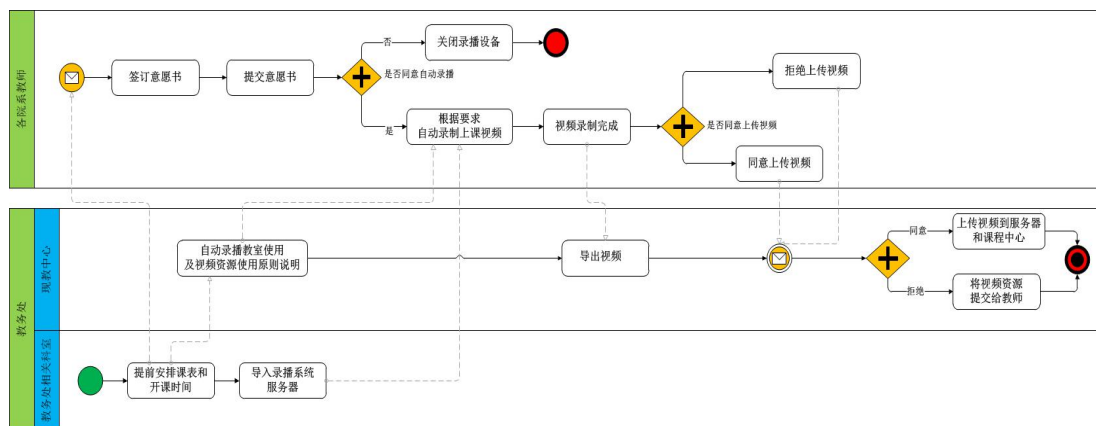 各院系教师
签订意愿书
提交意愿书
否
关闭录播设备
是否同意自动录播
是
根据要求
自动录制上课视频
视频录制完成
是否同意上传视频
拒绝上传视频
同意上传视频
教务处
现教中心
自动录播教室使用
及视频资源使用原则说明
导出视频
同意
上传视频到服务器
和课程中心
拒绝
将视频资源
提交给教师
教务处相关科室
提前安排课表和
开课时间
导入录播系统
服务器